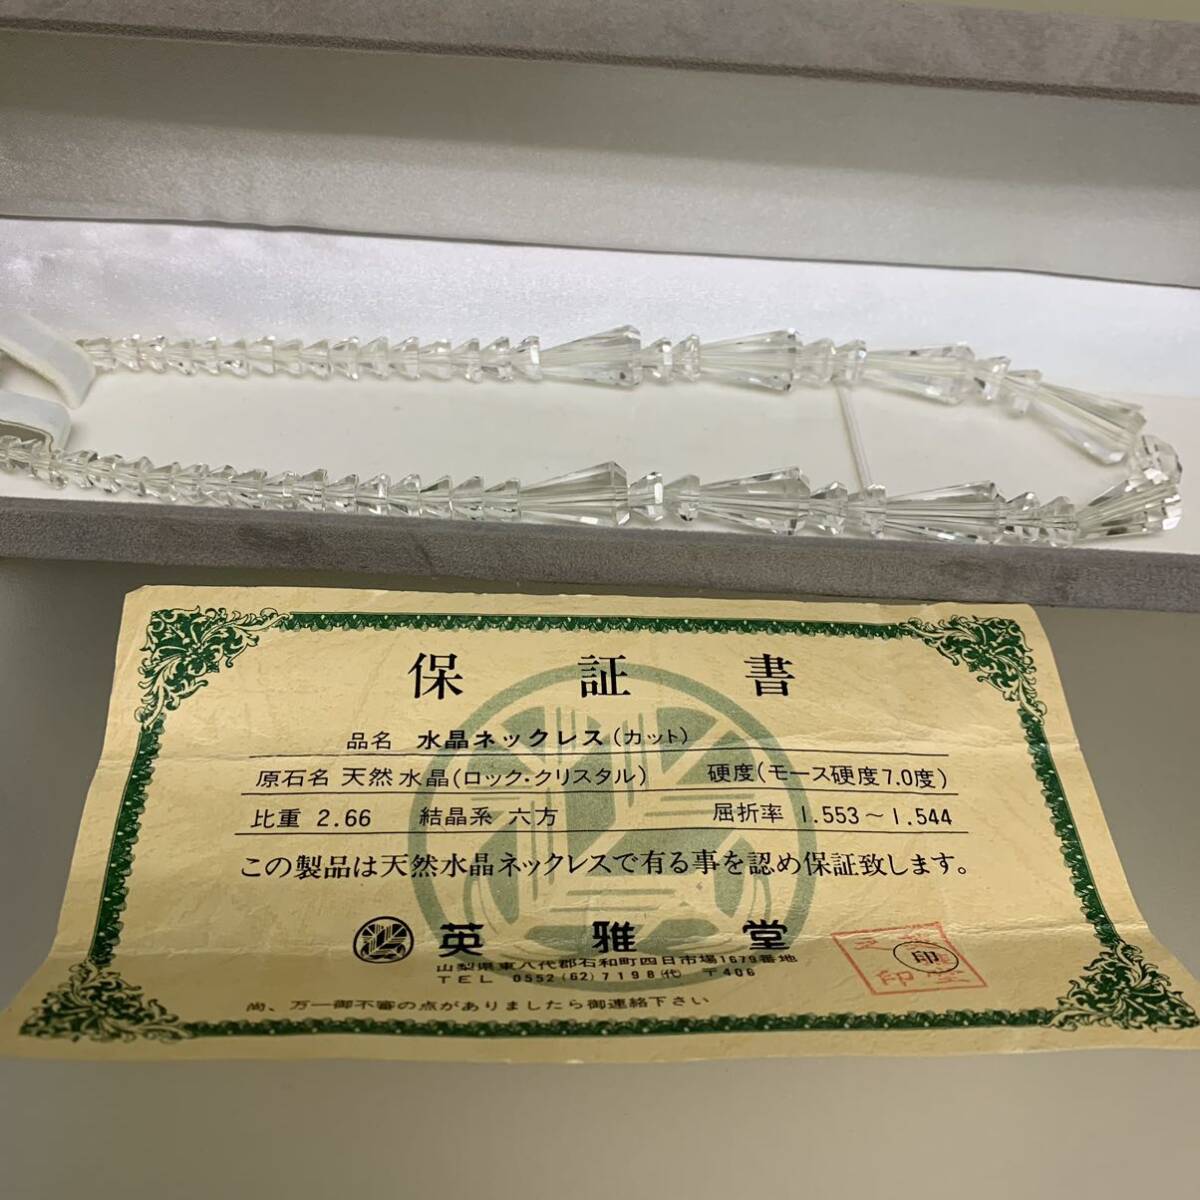 保証書
品名 水晶ネックレス(カット)
原石名 天然水晶(ロック・クリスタル) 硬度(モース硬度7.0度)
比重 2.66 結晶系 六方 屈折率 1.553～1.544
この製品は天然水晶ネックレスで有る事を認め保証致します。
英雅堂
山梨県東八代郡石和町四日市場1679番地
TEL 0552(62)7198(代) 〒406
印
印
尚、万一御不審の点がありましたら御連絡下さい